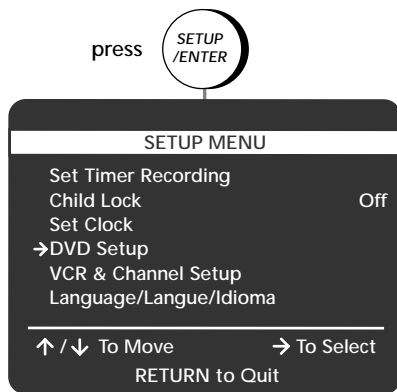 press
SETUP
/ENTER
SETUP MENU
Set Timer Recording
Child Lock Off
Set Clock
→DVD Setup
VCR & Channel Setup
Language/Langue/Idioma
↑/↓ To Move → To Select
RETURN to Quit